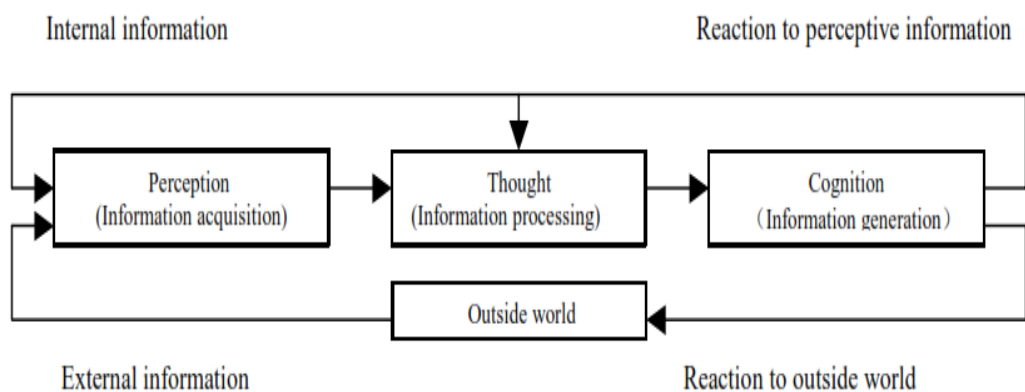 Internal information
Reaction to perceptive information
Perception
(Information acquisition)
Thought
(Information processing)
Cognition
（Information generation）
Outside world
External information
Reaction to outside world